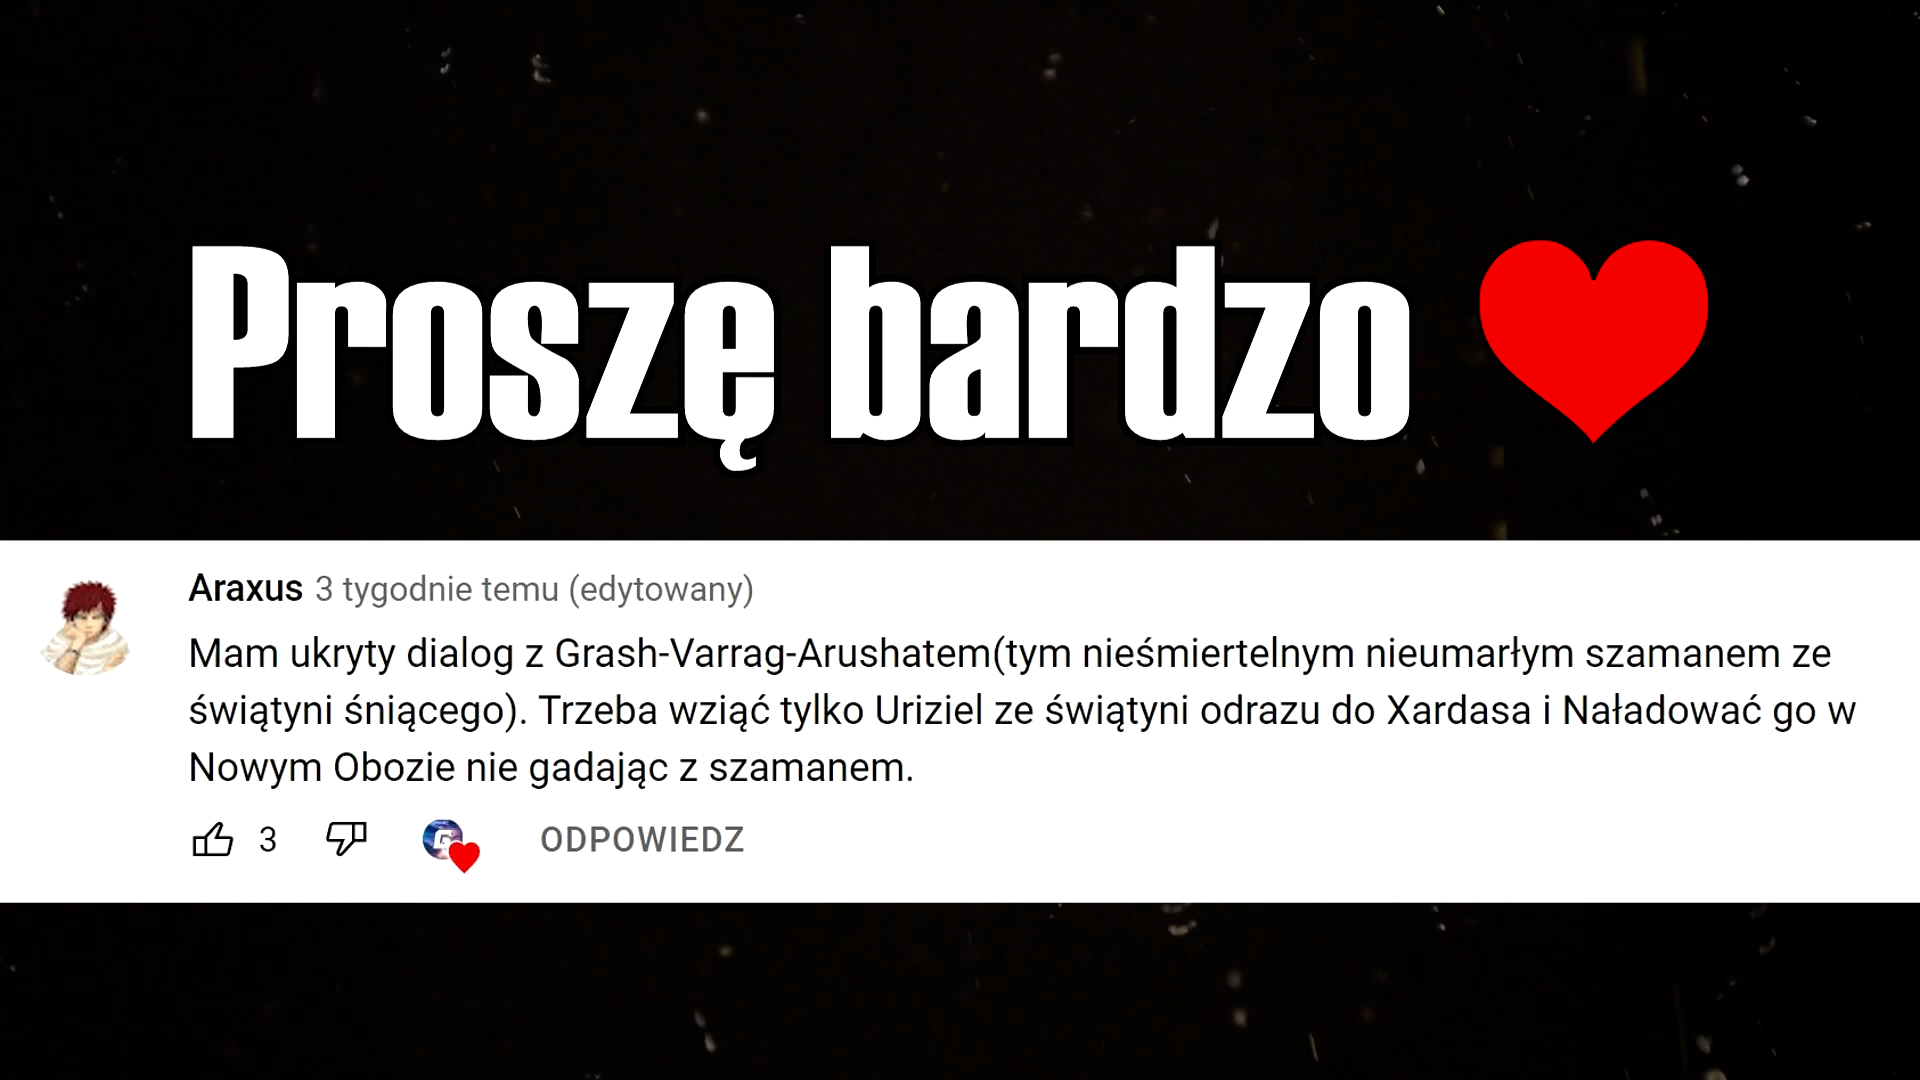 Proszę bardzo
Araxus 3 tygodnie temu (edytowany)
Mam ukryty dialog z Grash-Varrag-Arushatem(tym nieśmiertelnym nieumarłym szamanem ze
świątyni śniącego). Trzeba wziąć tylko Uriziel ze świątyni odrazu do Xardasa i Naładować go w
Nowym Obozie nie gadając z szamanem.
3 G ODPOWIEDZ